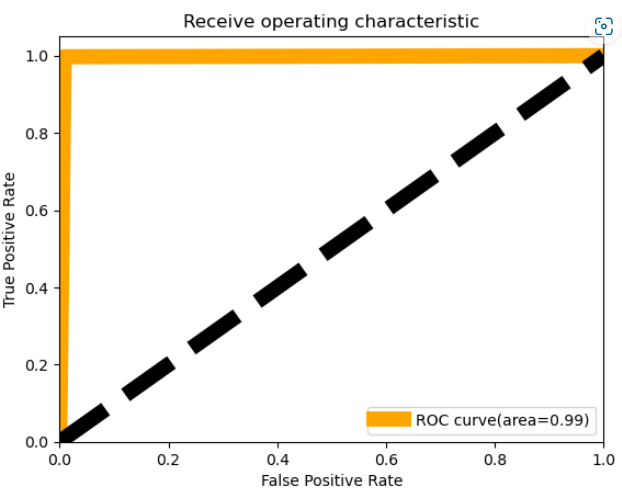 Receive operating characteristic
1.0
0.8
0.6
0.4
0.2
0.0
True Positive Rate
0.0 0.2 0.4 0.6 0.8 1.0
False Positive Rate
ROC curve(area=0.99)